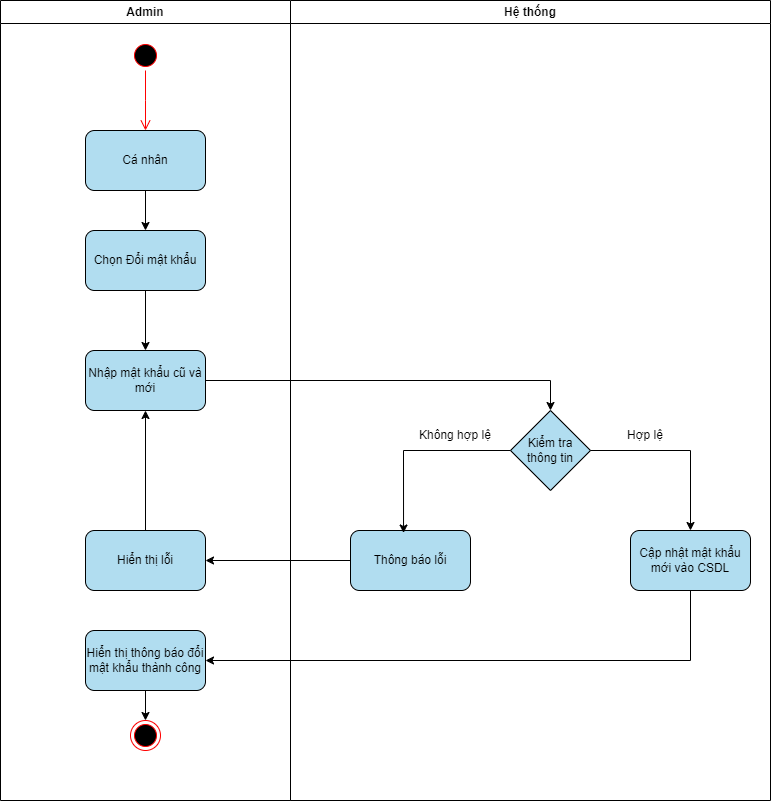 Admin
Hệ thống
Cá nhân
Chọn Đổi mật khẩu
Nhập mật khẩu cũ và
mới
Không hợp lệ
Kiểm tra
thông tin
Hợp lệ
Hiển thị lỗi
Thông báo lỗi
Cập nhật mật khẩu
mới vào CSDL
Hiển thị thông báo đổi
mật khẩu thành công